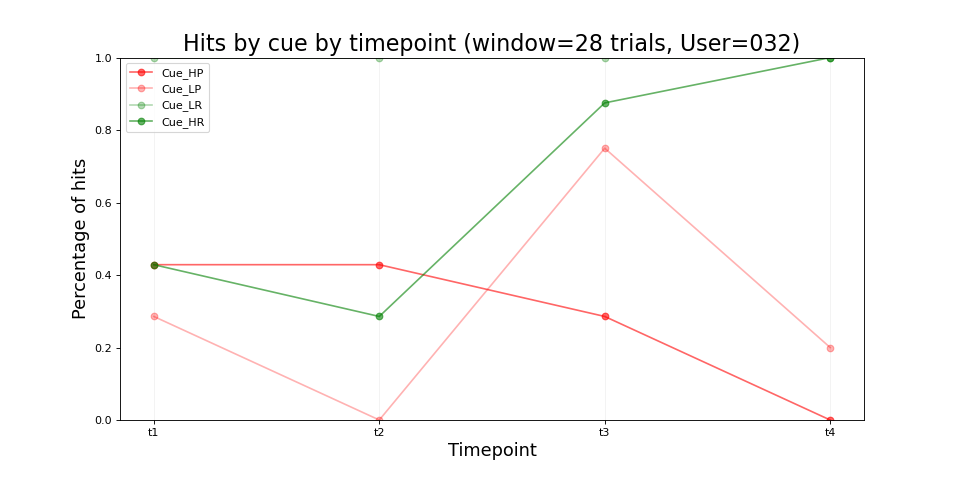 Hits by cue by timepoint (window=28 trials, User=032)
Percentage of hits
1.0
0.8
0.6
0.4
0.2
0.0
Cue_HP
Cue_LP
Cue_LR
Cue_HR
t1
t2
t3
t4
Timepoint